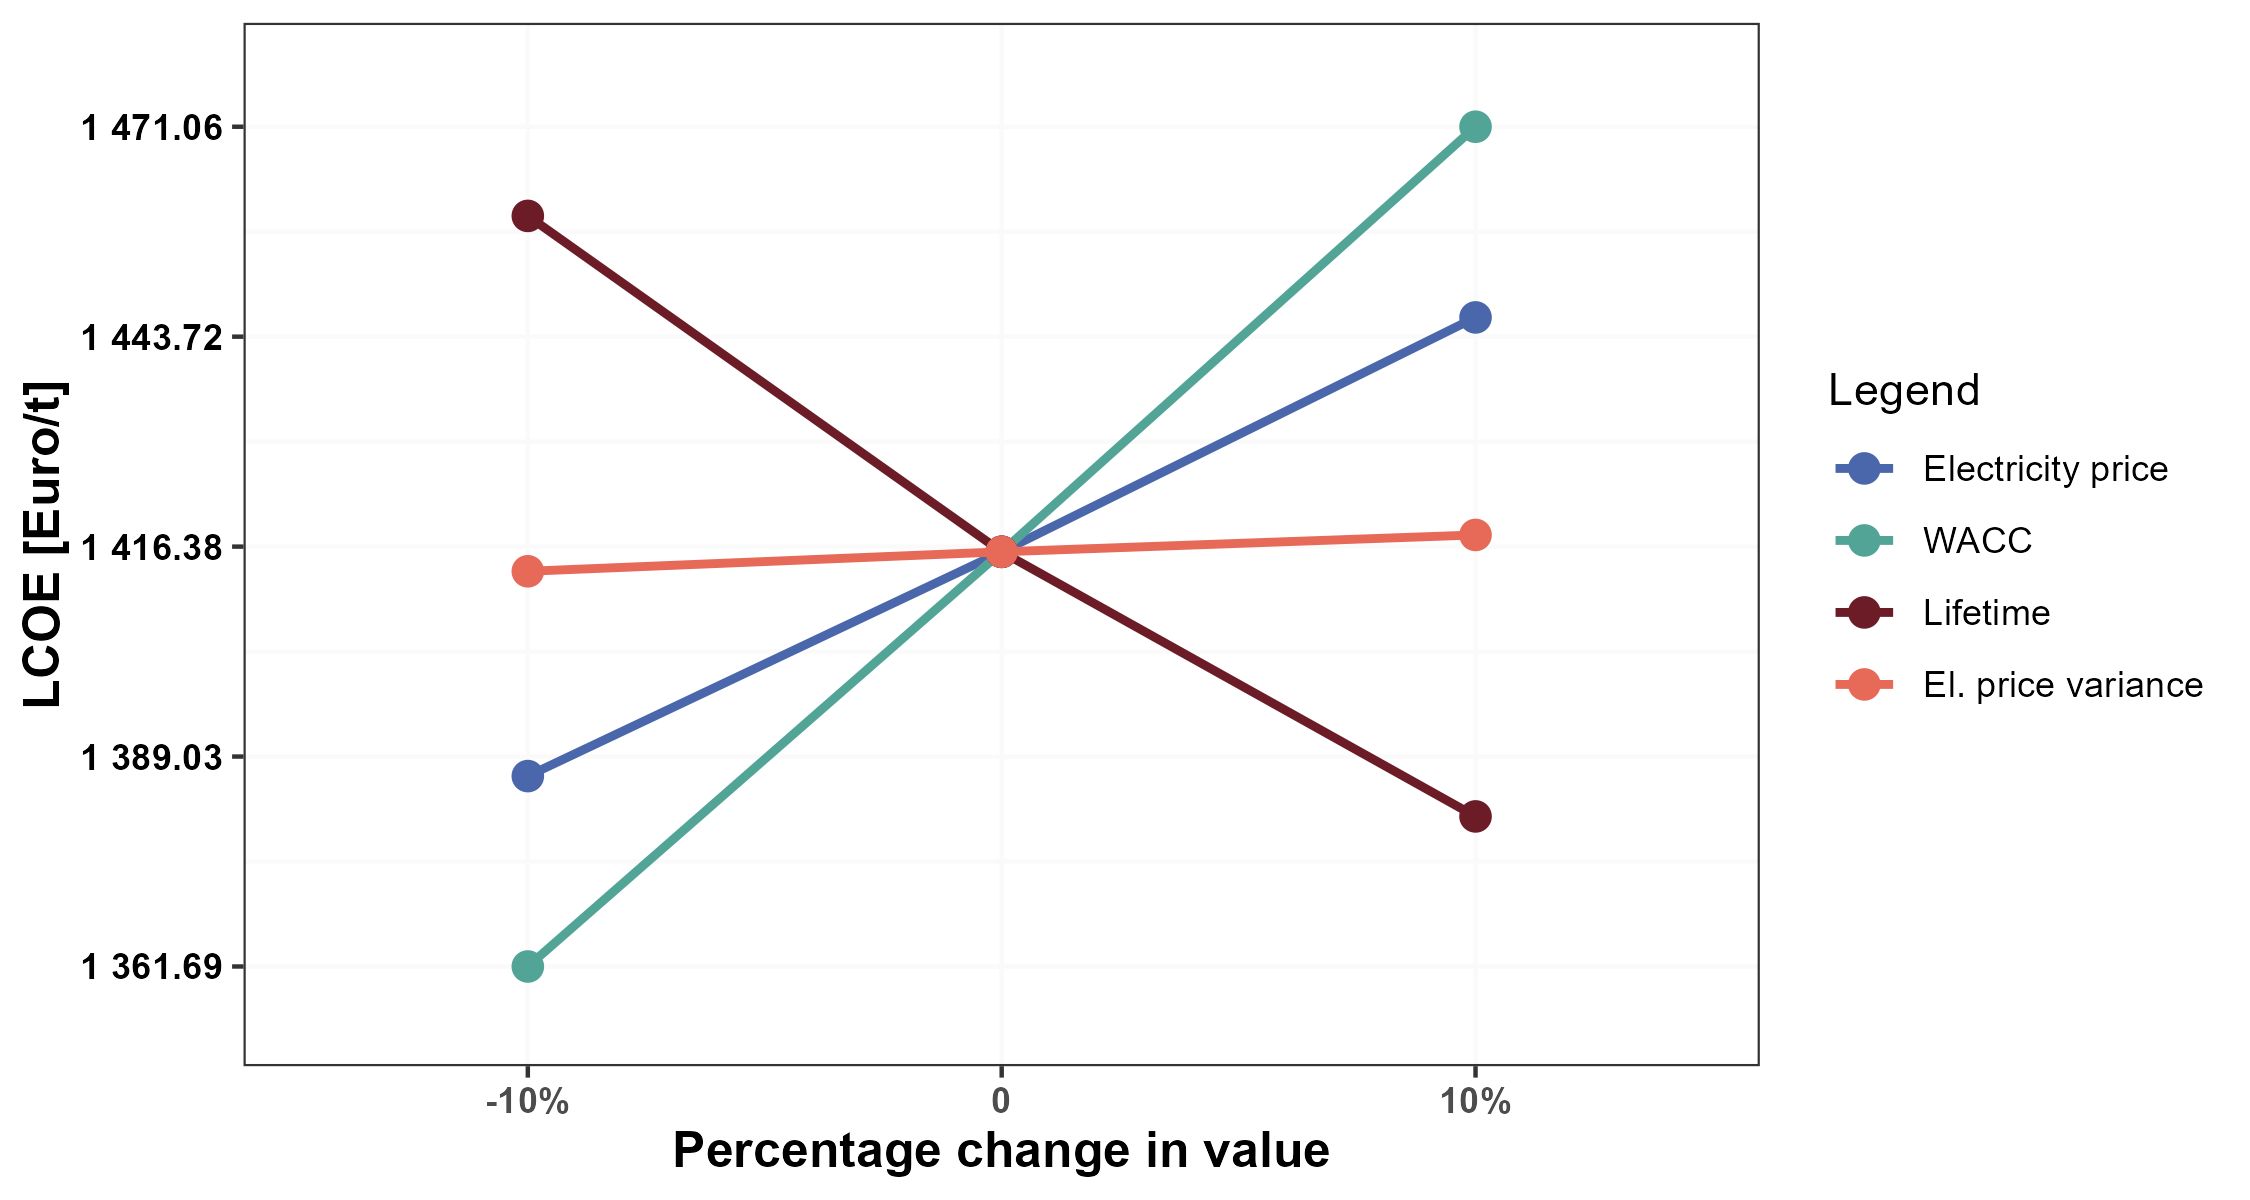 LCOE [Euro/t]
1 471.06
1 443.72
1 416.38
1 389.03
1 361.69
-10%
0
10%
Percentage change in value
Legend
Electricity price
WACC
Lifetime
El. price variance